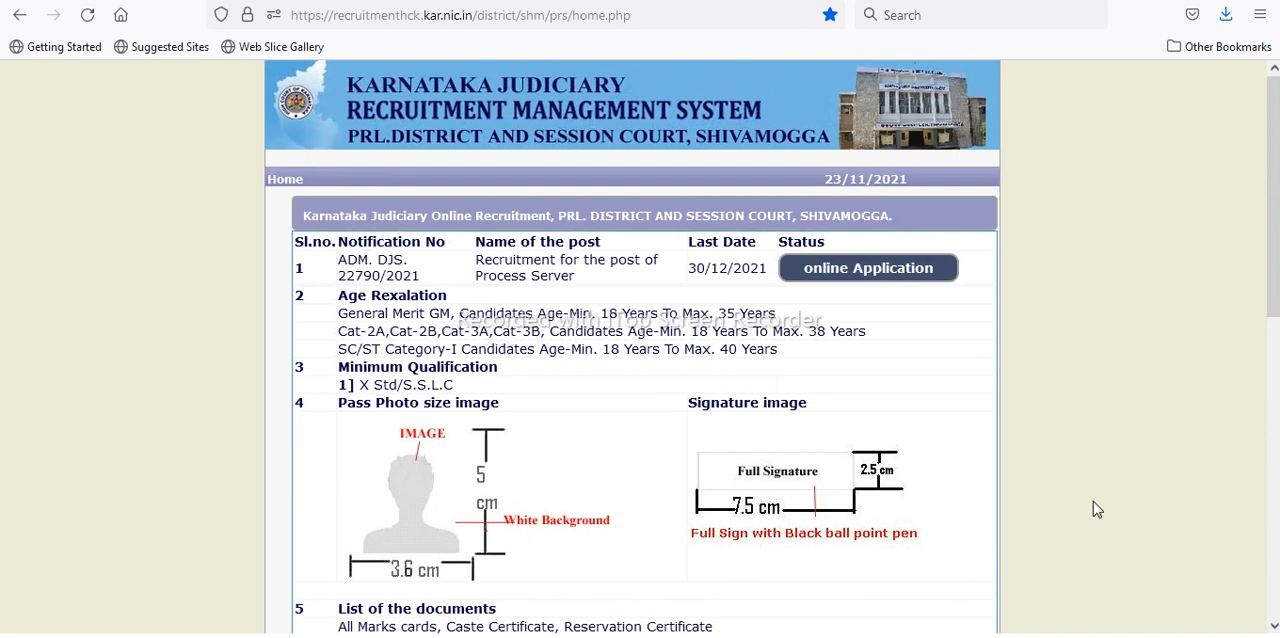 https://recruitmenthck.kar.nic.in/district/shm/prs/home.php
Search
Getting Started Suggested Sites Web Slice Gallery Other Bookmarks
KARNATAKA JUDICIARY
RECRUITMENT MANAGEMENT SYSTEM
PRL.DISTRICT AND SESSION COURT, SHIVAMOGGA
Home 23/11/2021
Karnataka Judiciary Online Recruitment, PRL. DISTRICT AND SESSION COURT, SHIVAMOGGA.
Sl.no. Notification No Name of the post Last Date Status
1 ADM. DJS. 22790/2021 Recruitment for the post of Process Server 30/12/2021 online Application
2 Age Rexalation
General Merit GM, Candidates Age-Min. 18 Years To Max. 35 Years
Recorded with iTop Screen Recorder
Cat-2A,Cat-2B,Cat-3A,Cat-3B, Candidates Age-Min. 18 Years To Max. 38 Years
SC/ST Category-I Candidates Age-Min. 18 Years To Max. 40 Years
3 Minimum Qualification
1] X Std/S.S.L.C
4 Pass Photo size image Signature image
IMAGE
5
cm
White Background
3.6 cm
Full Signature
2.5 cm
7.5 cm
Full Sign with Black ball point pen
5 List of the documents
All Marks cards, Caste Certificate, Reservation Certificate